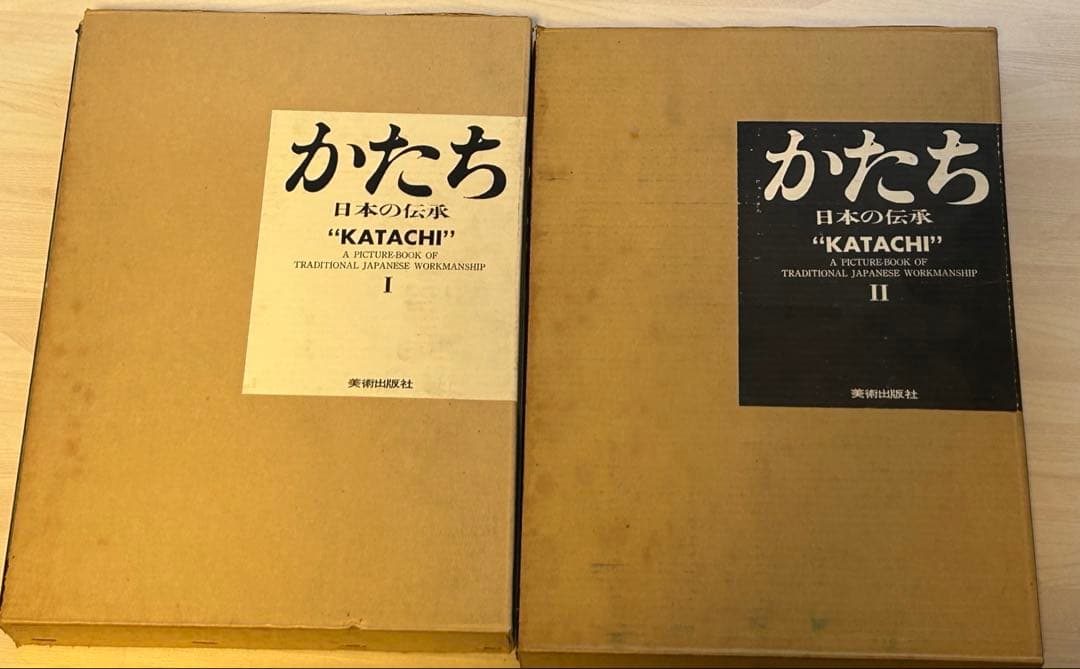 かたち
日本の伝承
“KATACHI”
A PICTURE-BOOK OF
TRADITIONAL JAPANESE WORKMANSHIP
I
美術出版社
かたち
日本の伝承
“KATACHI”
A PICTURE-BOOK OF
TRADITIONAL JAPANESE WORKMANSHIP
II
美術出版社